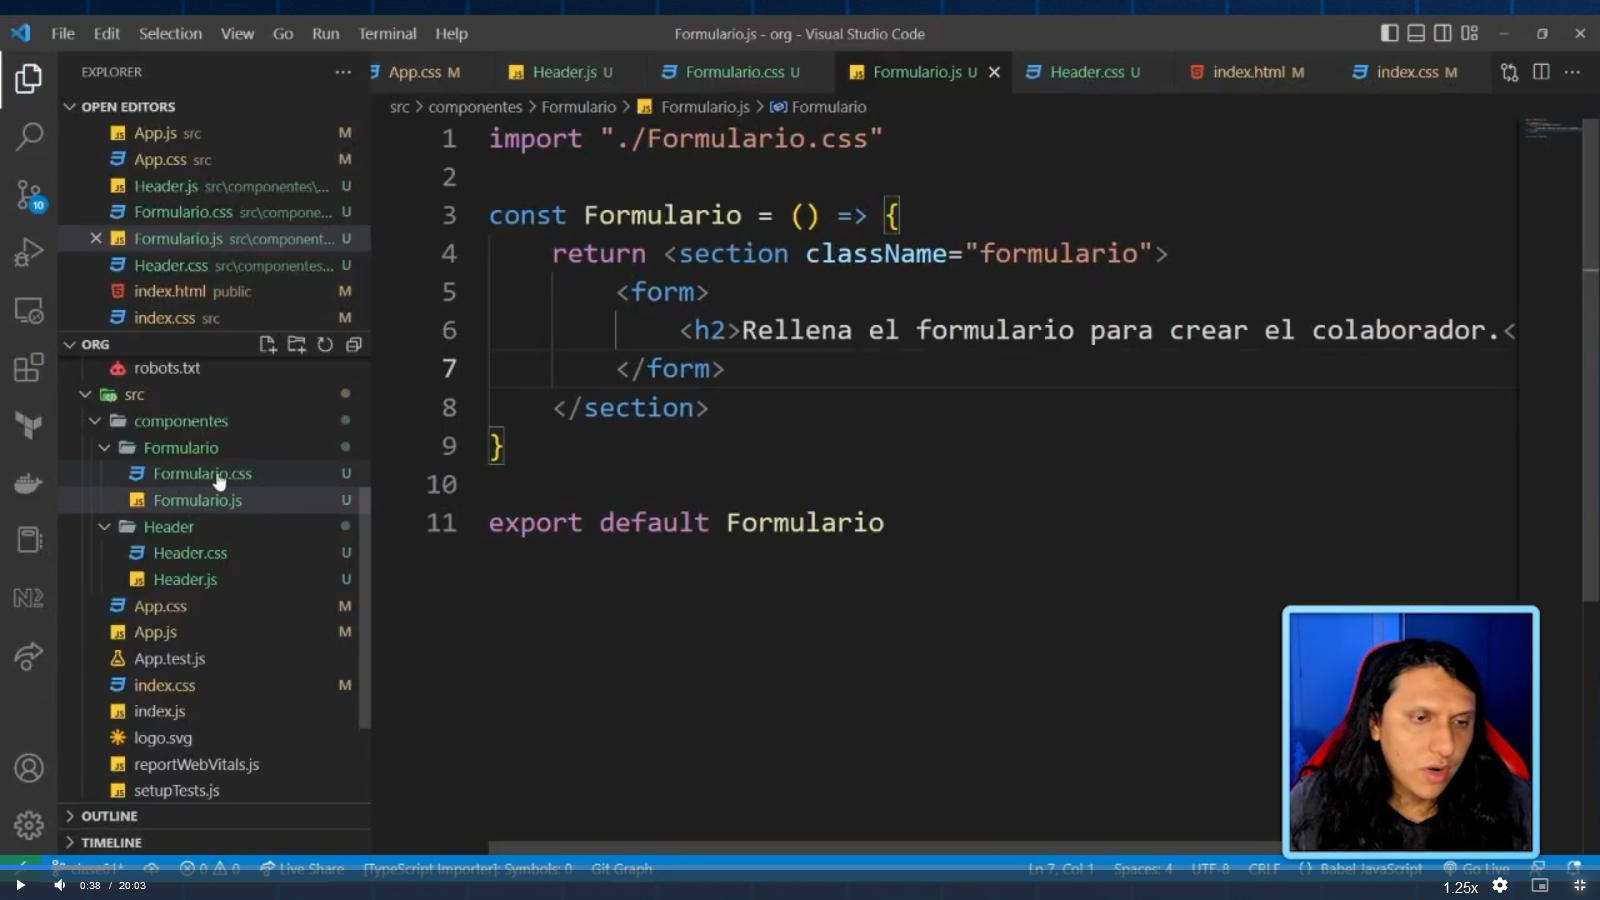 File Edit Selection View Go Run Terminal Help
Formulario.js - org - Visual Studio Code
EXPLORER
App.css M
Header.js U
Formulario.css U
Formulario.js U
Header.css U
index.html M
index.css M
OPEN EDITORS
App.js src M
App.css src M
Header.js src\componentes\... U
Formulario.css src\compone... U
Formulario.js src\component... U
Header.css src\componentes... U
index.html public M
index.css src M
ORG
robots.txt
src
componentes
Formulario
Formulario.css U
Formulario.js U
Header
Header.css U
Header.js U
App.css M
App.js M
App.test.js
index.css M
index.js
logo.svg
reportWebVitals.js
setupTests.js
OUTLINE
TIMELINE
10
src > componentes > Formulario > Formulario.js > Formulario
1 import "./Formulario.css"
2
3 const Formulario = () => {
4 return <section className="formulario">
5 <form>
6 <h2>Rellena el formulario para crear el colaborador.<
7 </form>
8 </section>
9 }
10
11 export default Formulario
clase01* 0 0 Live Share [TypeScript Importer]: Symbols: 0 Git Graph Ln 7, Col 1 Spaces: 4 UTF-8 CRLF {} Babel JavaScript Go Live
0:38 / 20:03 1.25x